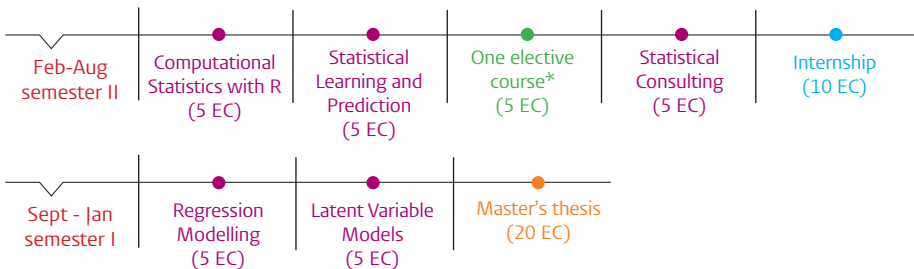 Feb-Aug
semester II
Computational
Statistics with R
(5 EC)
Statistical
Learning and
Prediction
(5 EC)
One elective
course*
(5 EC)
Statistical
Consulting
(5 EC)
Internship
(10 EC)
Sept - Jan
semester I
Regression
Modelling
(5 EC)
Latent Variable
Models
(5 EC)
Master's thesis
(20 EC)